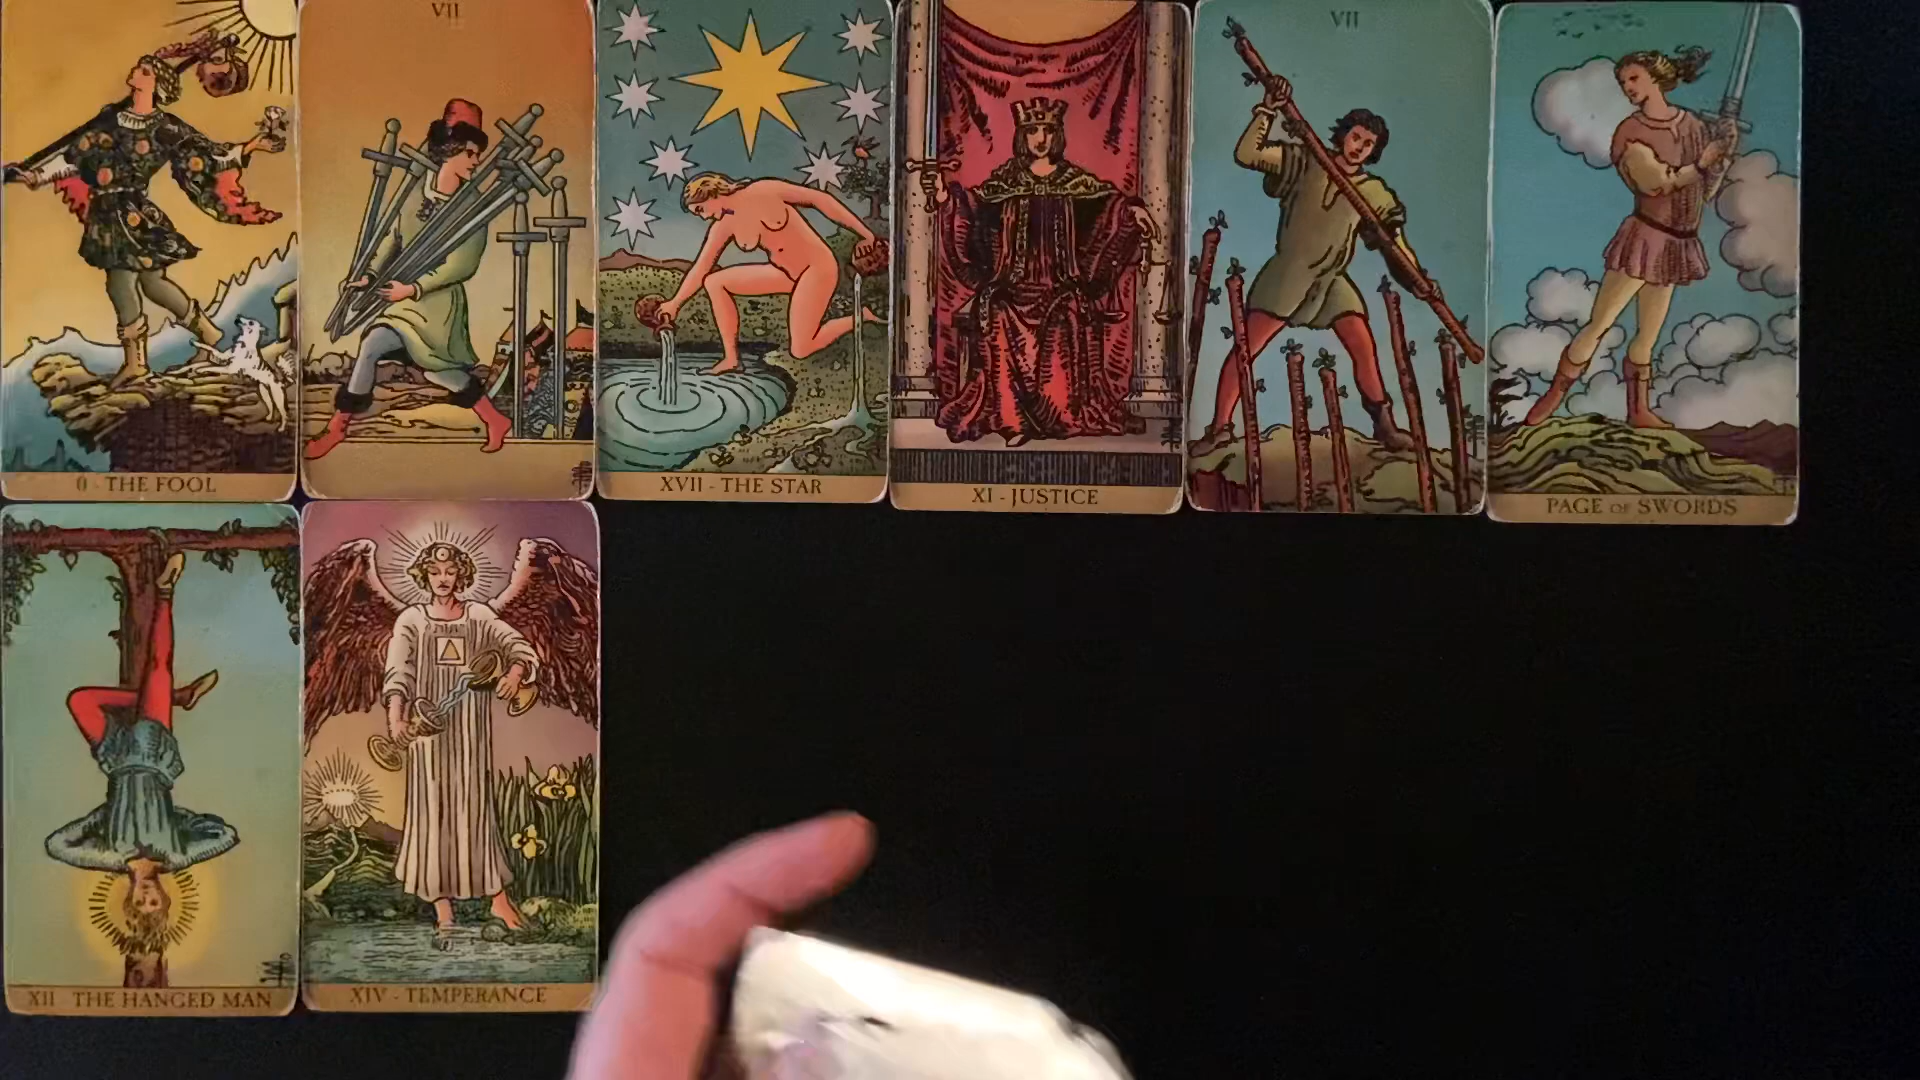 VII
VII
0 - THE FOOL
XVII - THE STAR
XI - JUSTICE
PAGE OF SWORDS
XII THE HANGED MAN
XIV - TEMPERANCE